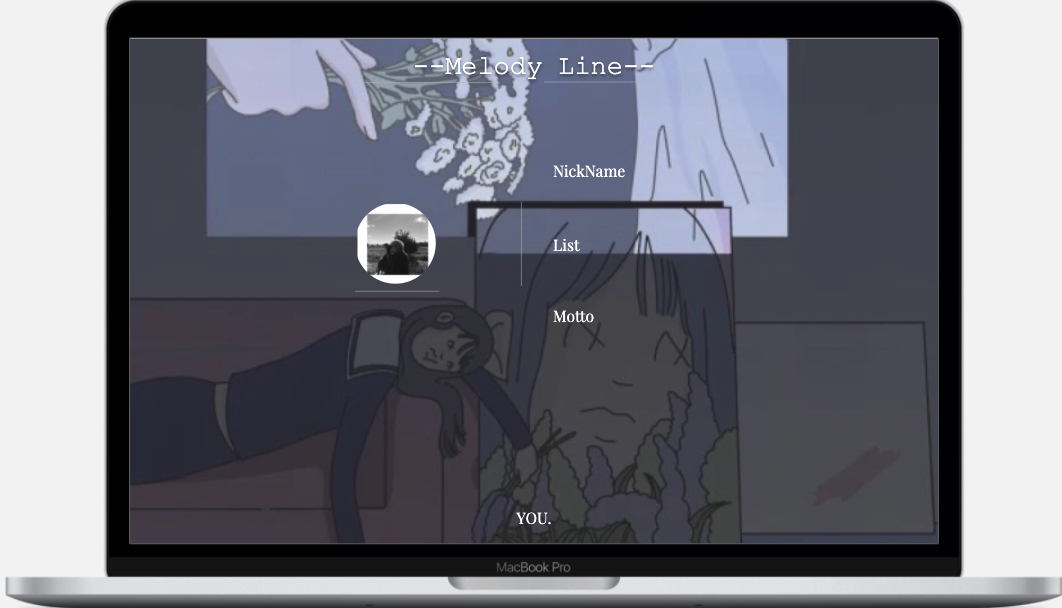 --Melody Line--
NickName
List
Motto
YOU.
MacBook Pro